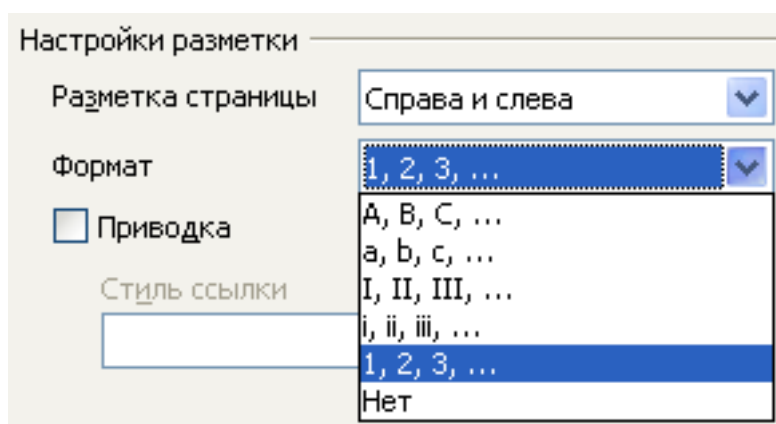 Настройки разметки
Разметка страницы Справа и слева
Формат 1, 2, 3, ...
Приводка
Стиль ссылки
A, B, C, ...
a, b, c, ...
I, II, III, ...
i, ii, iii, ...
1, 2, 3, ...
Нет